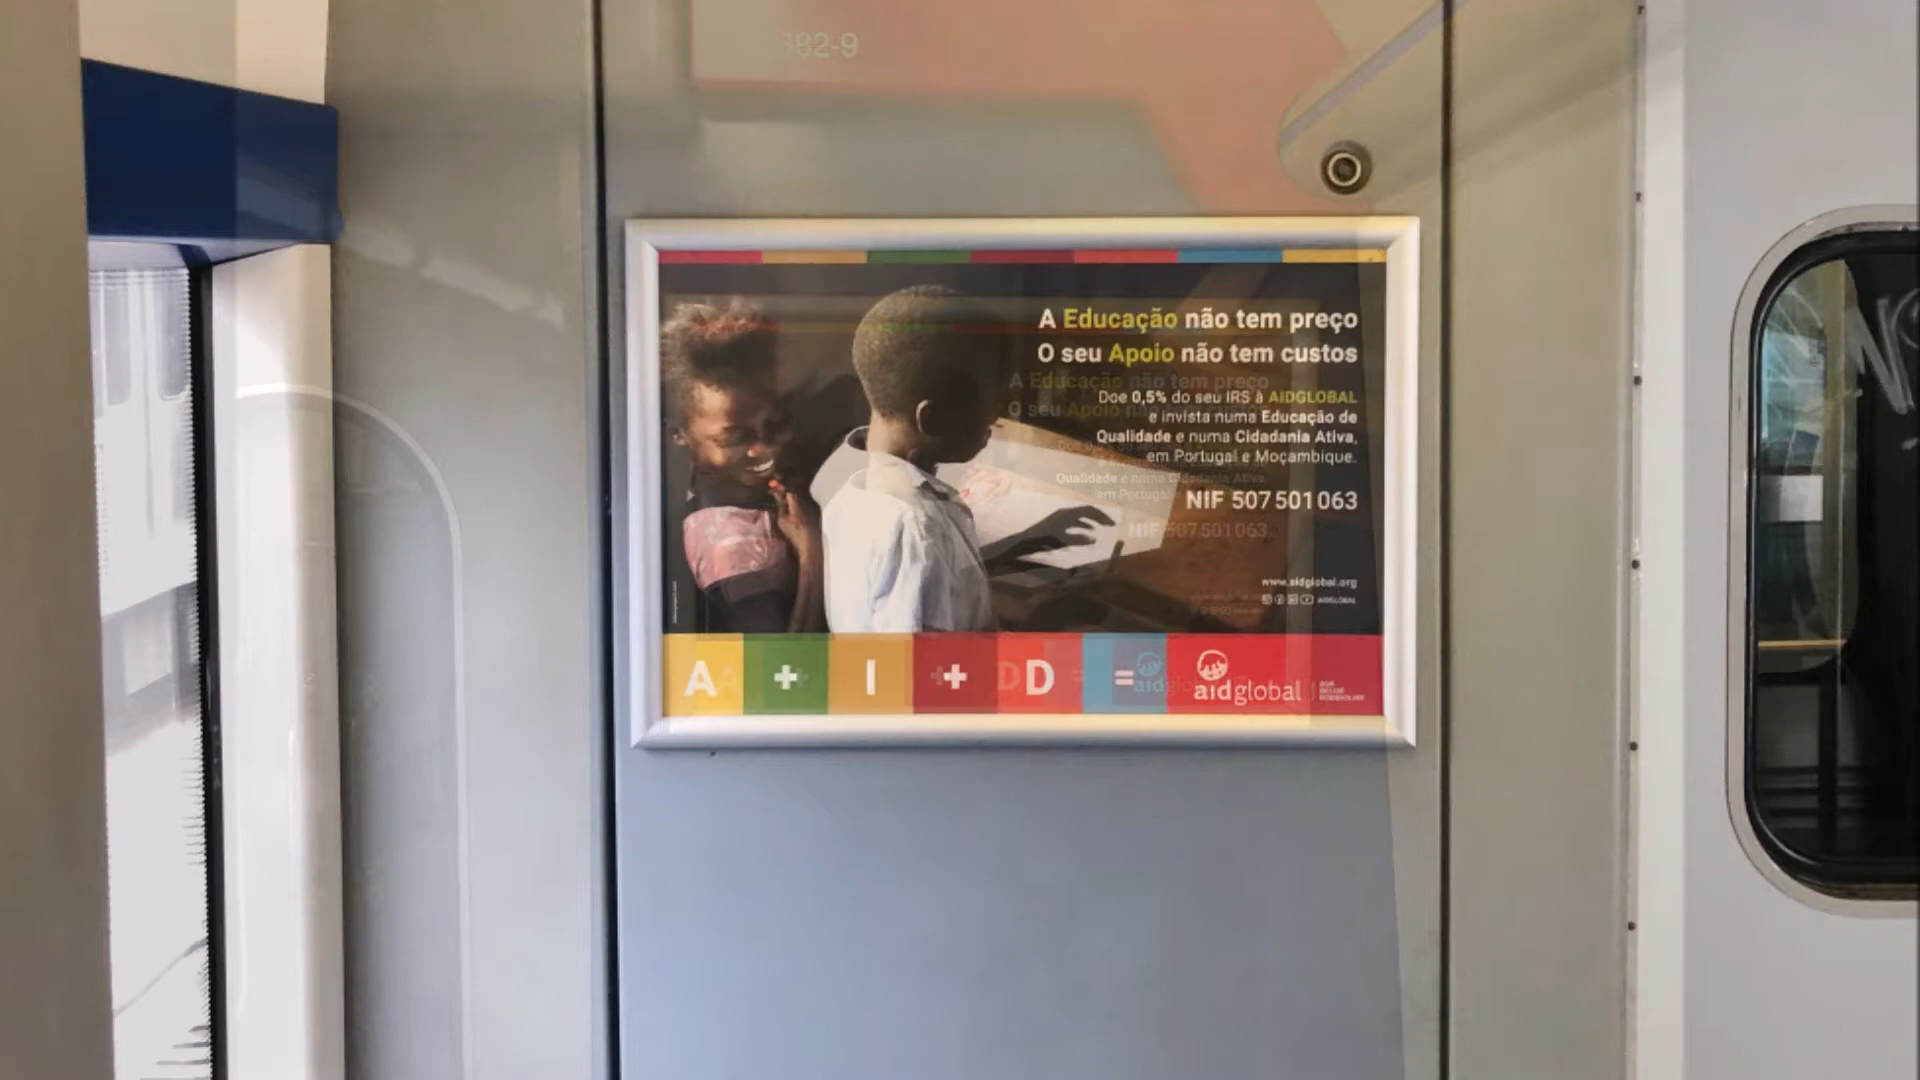 382-9
A Educação não tem preço
O seu Apoio não tem custos
Doe 0,5% do seu IRS à AIDGLOBAL
e invista numa Educação de
Qualidade e numa Cidadania Ativa,
em Portugal e Moçambique.
NIF 507 501 063
www.aidglobal.org
AIDGLOBAL
A + I + D = aidglobal